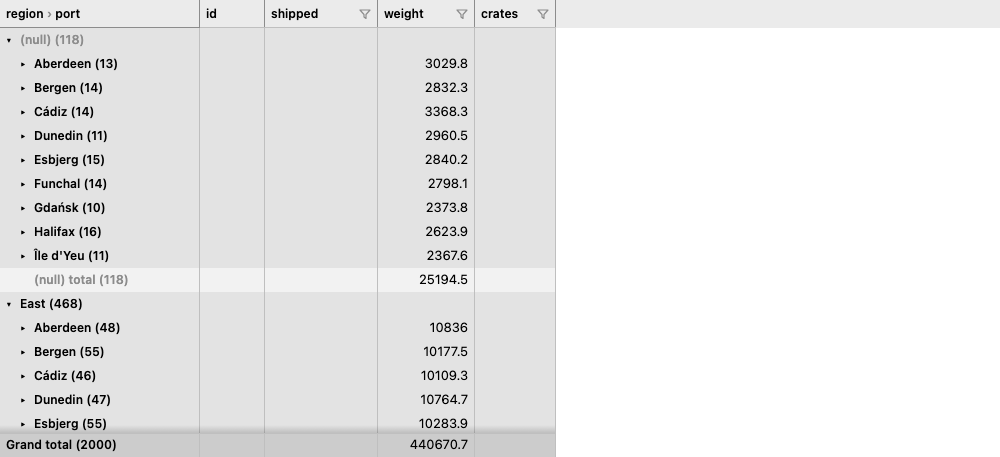 region › port id shipped weight crates
(null) (118)
Aberdeen (13) 3029.8
Bergen (14) 2832.3
Cádiz (14) 3368.3
Dunedin (11) 2960.5
Esbjerg (15) 2840.2
Funchal (14) 2798.1
Gdańsk (10) 2373.8
Halifax (16) 2623.9
Île d'Yeu (11) 2367.6
(null) total (118) 25194.5
East (468)
Aberdeen (48) 10836
Bergen (55) 10177.5
Cádiz (46) 10109.3
Dunedin (47) 10764.7
Esbjerg (55) 10283.9
Grand total (2000) 440670.7